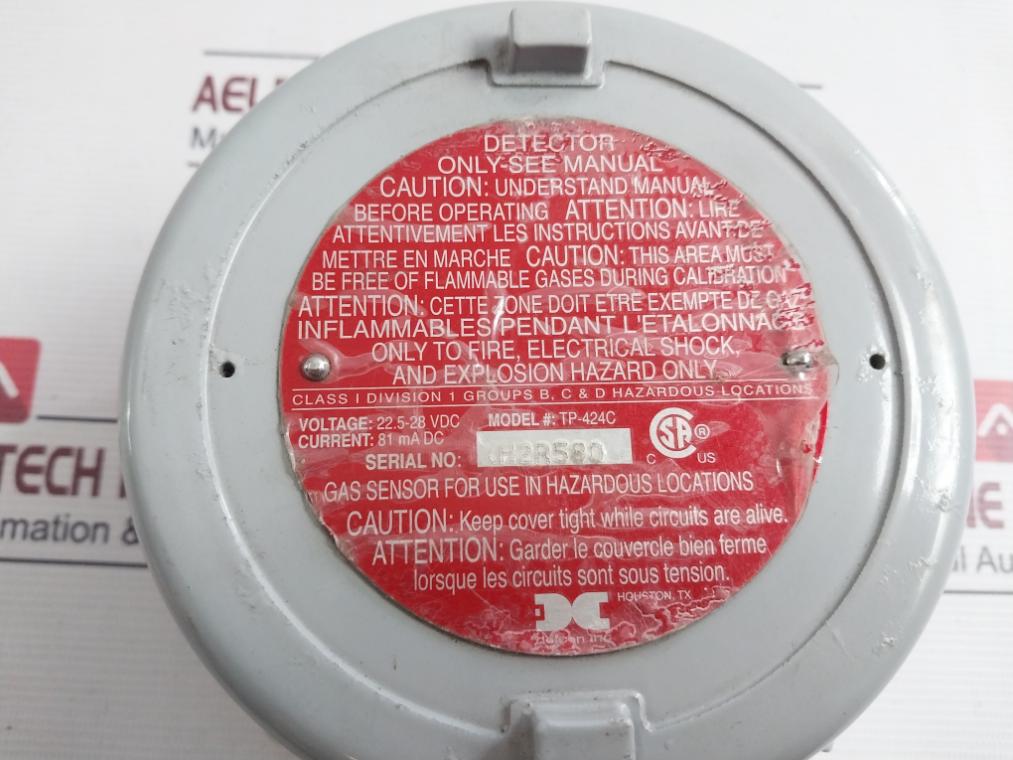 AEL
DETECTOR
ONLY-SEE MANUAL
CAUTION: UNDERSTAND MANUAL
BEFORE OPERATING ATTENTION: LIRE
ATTENTIVEMENT LES INSTRUCTIONS AVANT DE
METTRE EN MARCHE CAUTION: THIS AREA MUST
BE FREE OF FLAMMABLE GASES DURING CALIBRATION
ATTENTION: CETTE ZONE DOIT ETRE EXEMPTE DE GAZ
INFLAMMABLES PENDANT L'ETALONNAG
ONLY TO FIRE, ELECTRICAL SHOCK,
AND EXPLOSION HAZARD ONLY.
CLASS I DIVISION 1 GROUPS B, C & D HAZARDOUS LOCATIONS
VOLTAGE: 22.5-28 VDC MODEL #: TP-424C
CURRENT: 81 mA DC
SERIAL NO: H2R580
SA ®
C US
GAS SENSOR FOR USE IN HAZARDOUS LOCATIONS
CAUTION: Keep cover tight while circuits are alive.
ATTENTION: Garder le couvercle bien ferme
lorsque les circuits sont sous tension.
HOUSTON, TX
TECH
mation &
NE
Au